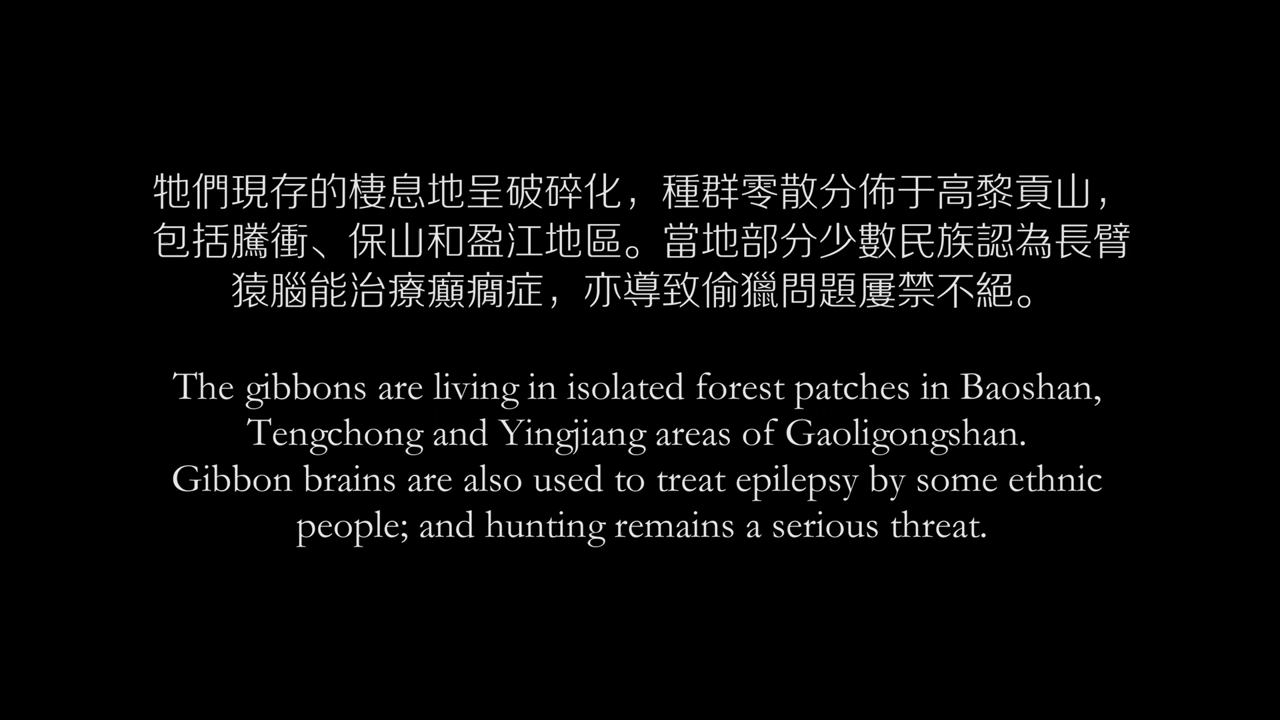 牠們現存的棲息地呈破碎化，種群零散分佈于高黎貢山，
包括騰衝、保山和盈江地區。當地部分少數民族認為長臂
猿腦能治療癲癇症，亦導致偷獵問題屢禁不絕。
The gibbons are living in isolated forest patches in Baoshan,
Tengchong and Yingjiang areas of Gaoligongshan.
Gibbon brains are also used to treat epilepsy by some ethnic
people; and hunting remains a serious threat.